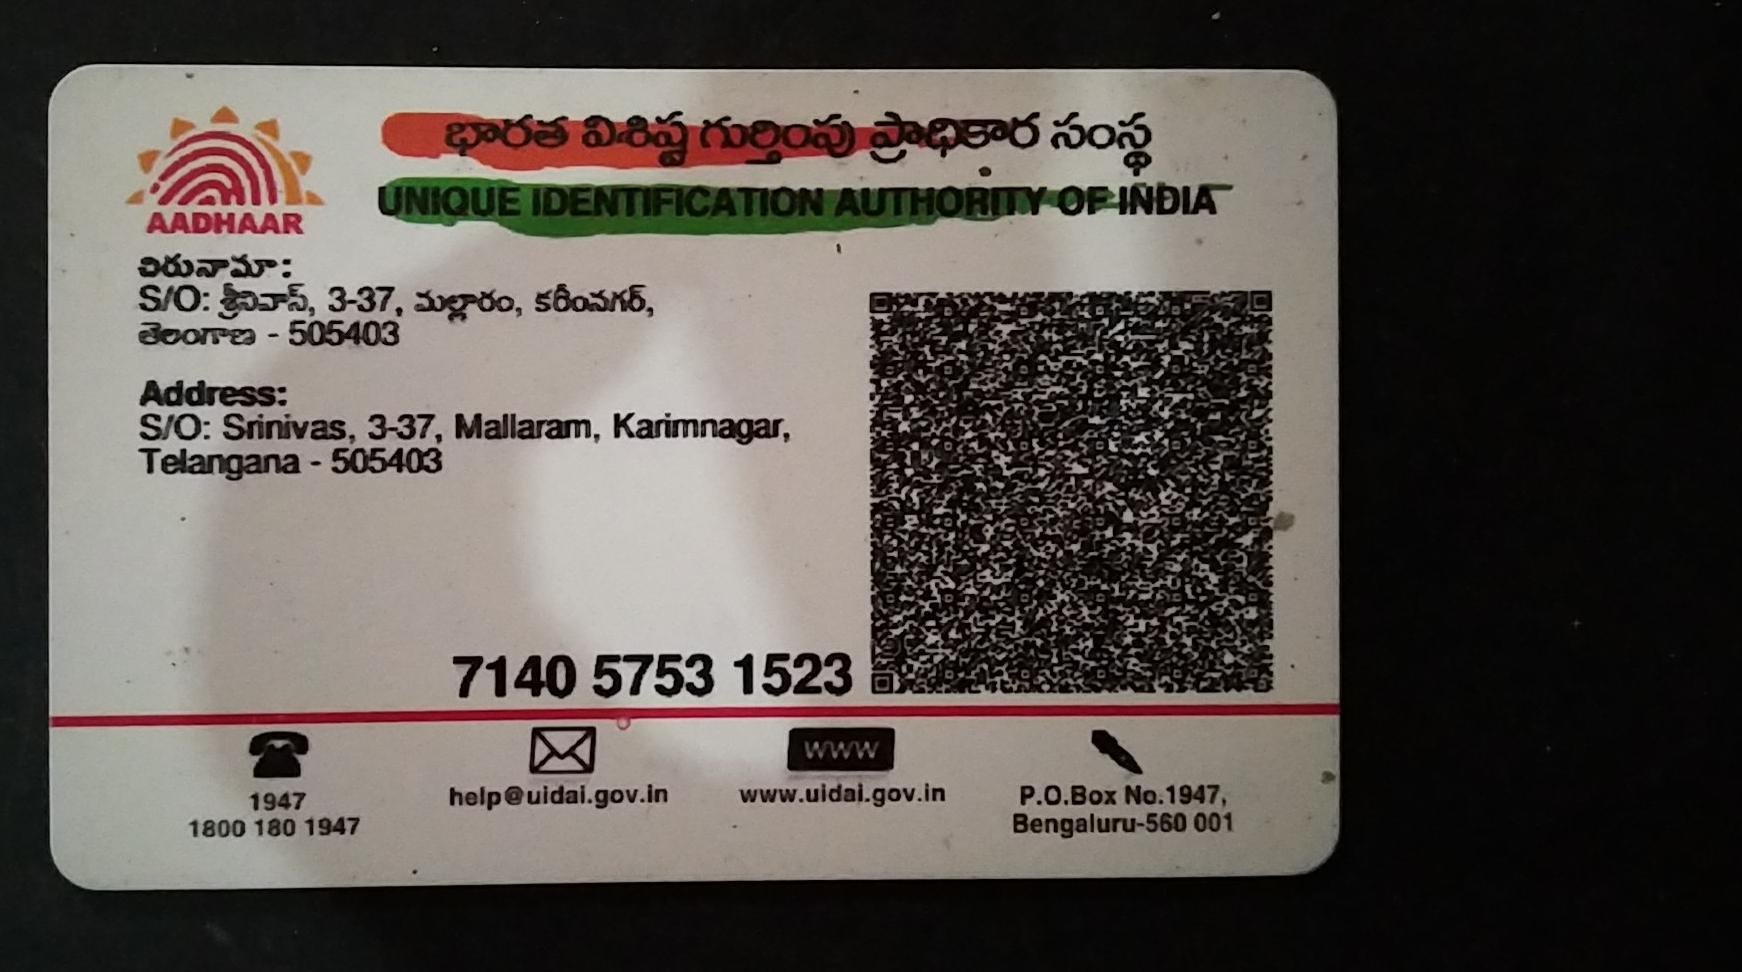 భారత విశిష్ట గుర్తింపు ప్రాధికార సంస్థ
UNIQUE IDENTIFICATION AUTHORITY OF INDIA
AADHAAR
చిరునామా:
S/O: శ్రీనివాస్, 3-37, మల్లారం, కరీంనగర్,
తెలంగాణ - 505403
Address:
S/O: Srinivas, 3-37, Mallaram, Karimnagar,
Telangana - 505403
7140 5753 1523
1947
1800 180 1947
help@uidai.gov.in
www
www.uidai.gov.in
P.O.Box No.1947,
Bengaluru-560 001